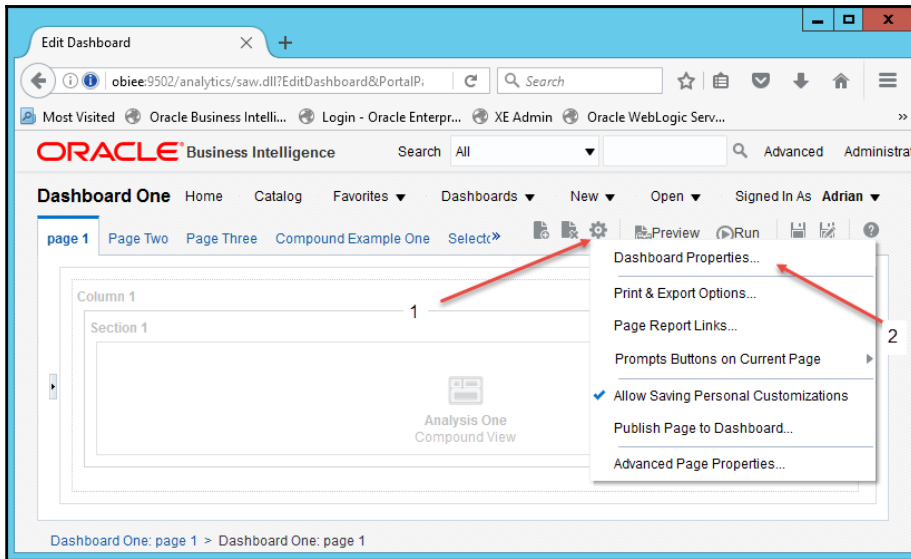 Edit Dashboard
obiee:9502/analytics/saw.dll?EditDashboard&PortalPa
Search
Most Visited Oracle Business Intelli... Login - Oracle Enterpr... XE Admin Oracle WebLogic Serv... »
ORACLE Business Intelligence Search All Advanced Administrat
Dashboard One Home Catalog Favorites Dashboards New Open Signed In As Adrian
page 1 Page Two Page Three Compound Example One Selectc» Preview Run
Dashboard Properties...
Print & Export Options...
Page Report Links...
Prompts Buttons on Current Page
Allow Saving Personal Customizations
Publish Page to Dashboard...
Advanced Page Properties...
1
2
Column 1
Section 1
Analysis One
Compound View
Dashboard One: page 1 > Dashboard One: page 1